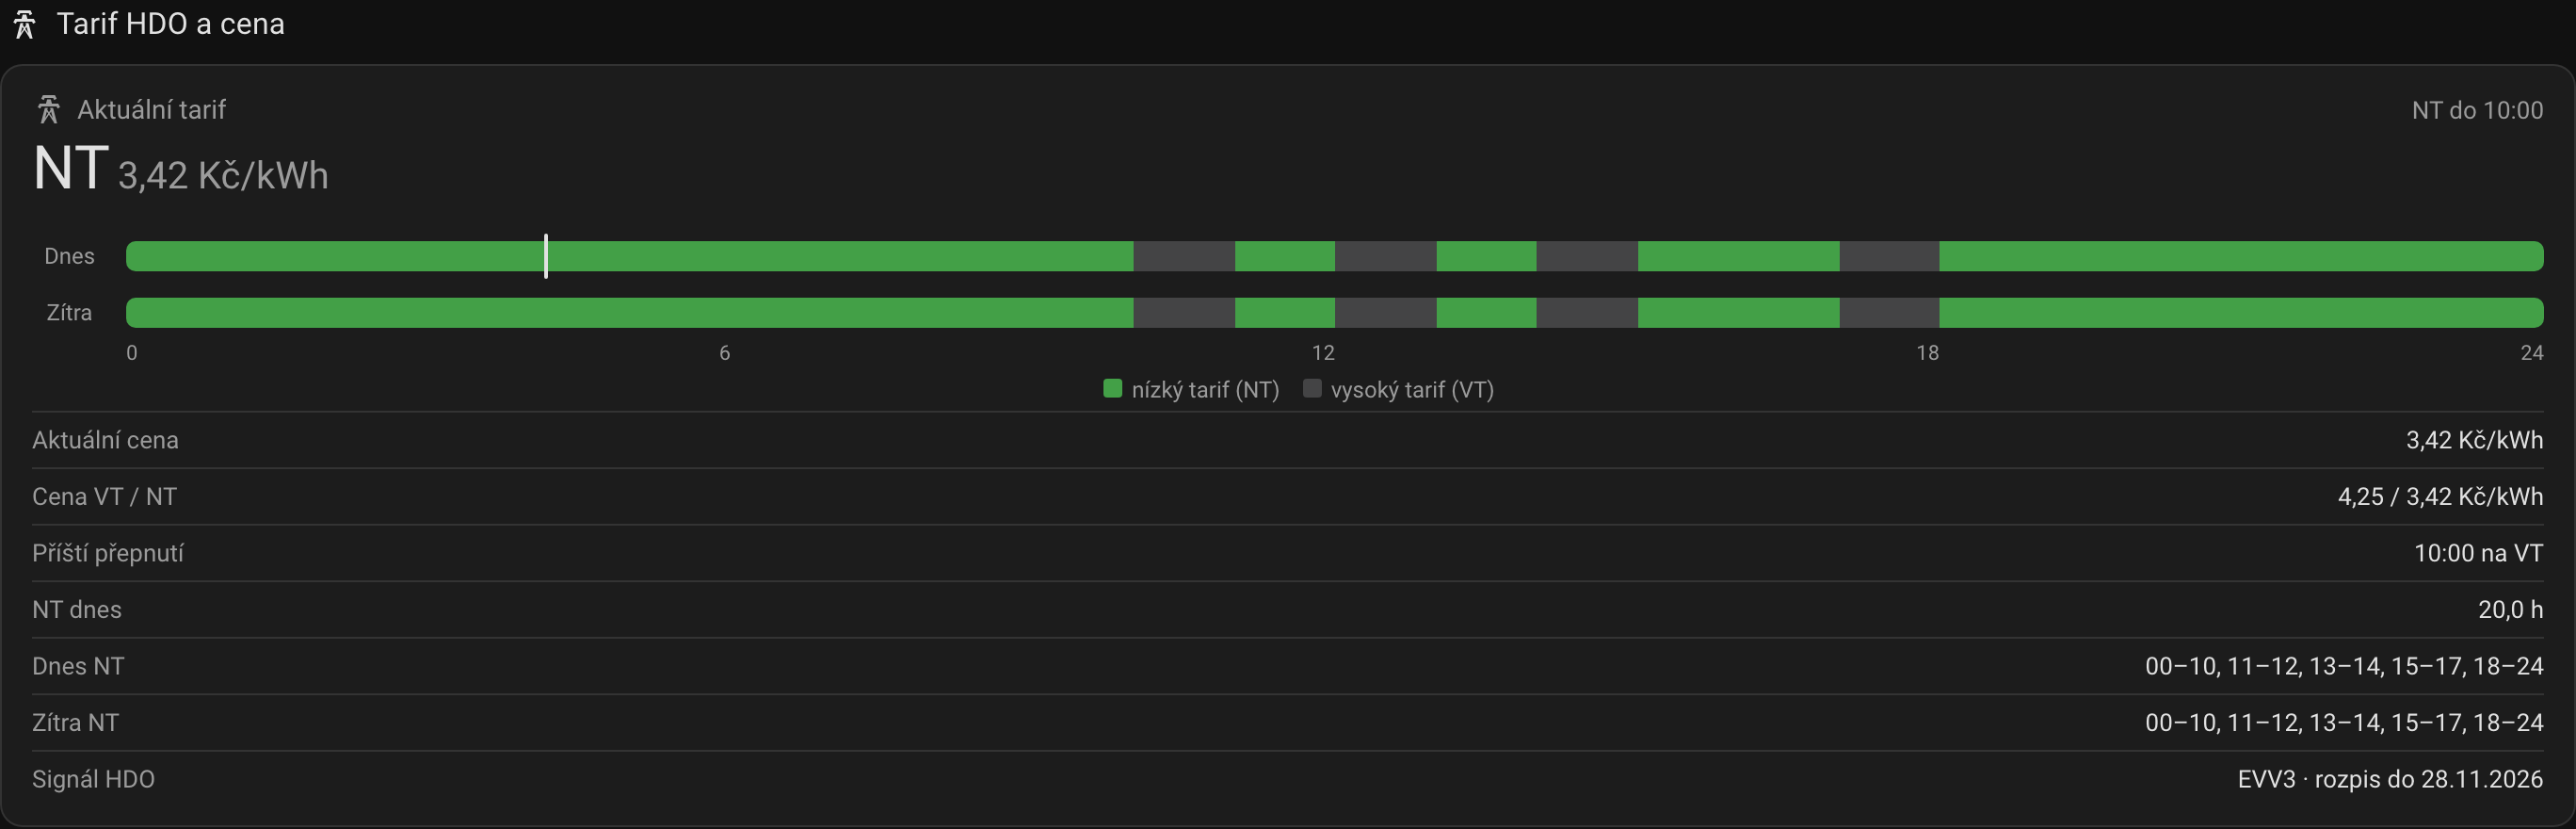 Tarif HDO a cena
Aktuální tarif NT do 10:00
NT 3,42 Kč/kWh
Dnes
Zítra
0 6 12 18 24
nízký tarif (NT) vysoký tarif (VT)
Aktuální cena 3,42 Kč/kWh
Cena VT / NT 4,25 / 3,42 Kč/kWh
Příští přepnutí 10:00 na VT
NT dnes 20,0 h
Dnes NT 00–10, 11–12, 13–14, 15–17, 18–24
Zítra NT 00–10, 11–12, 13–14, 15–17, 18–24
Signál HDO EVV3 · rozpis do 28.11.2026